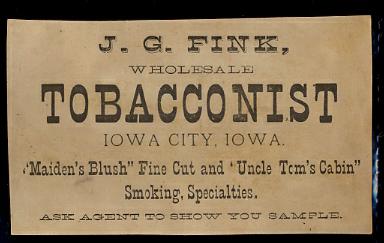 J. G. FINK,
WHOLESALE
TOBACCONIST
IOWA CITY, IOWA.
"Maiden's Blush" Fine Cut and "Uncle Tom's Cabin"
Smoking, Specialties.
ASK AGENT TO SHOW YOU SAMPLE.